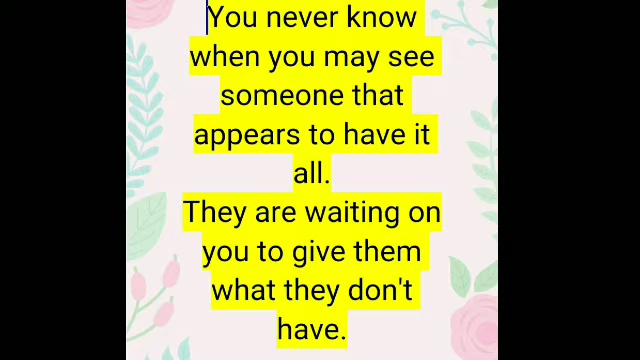 You never know
when you may see
someone that
appears to have it
all.
They are waiting on
you to give them
what they don't
have.